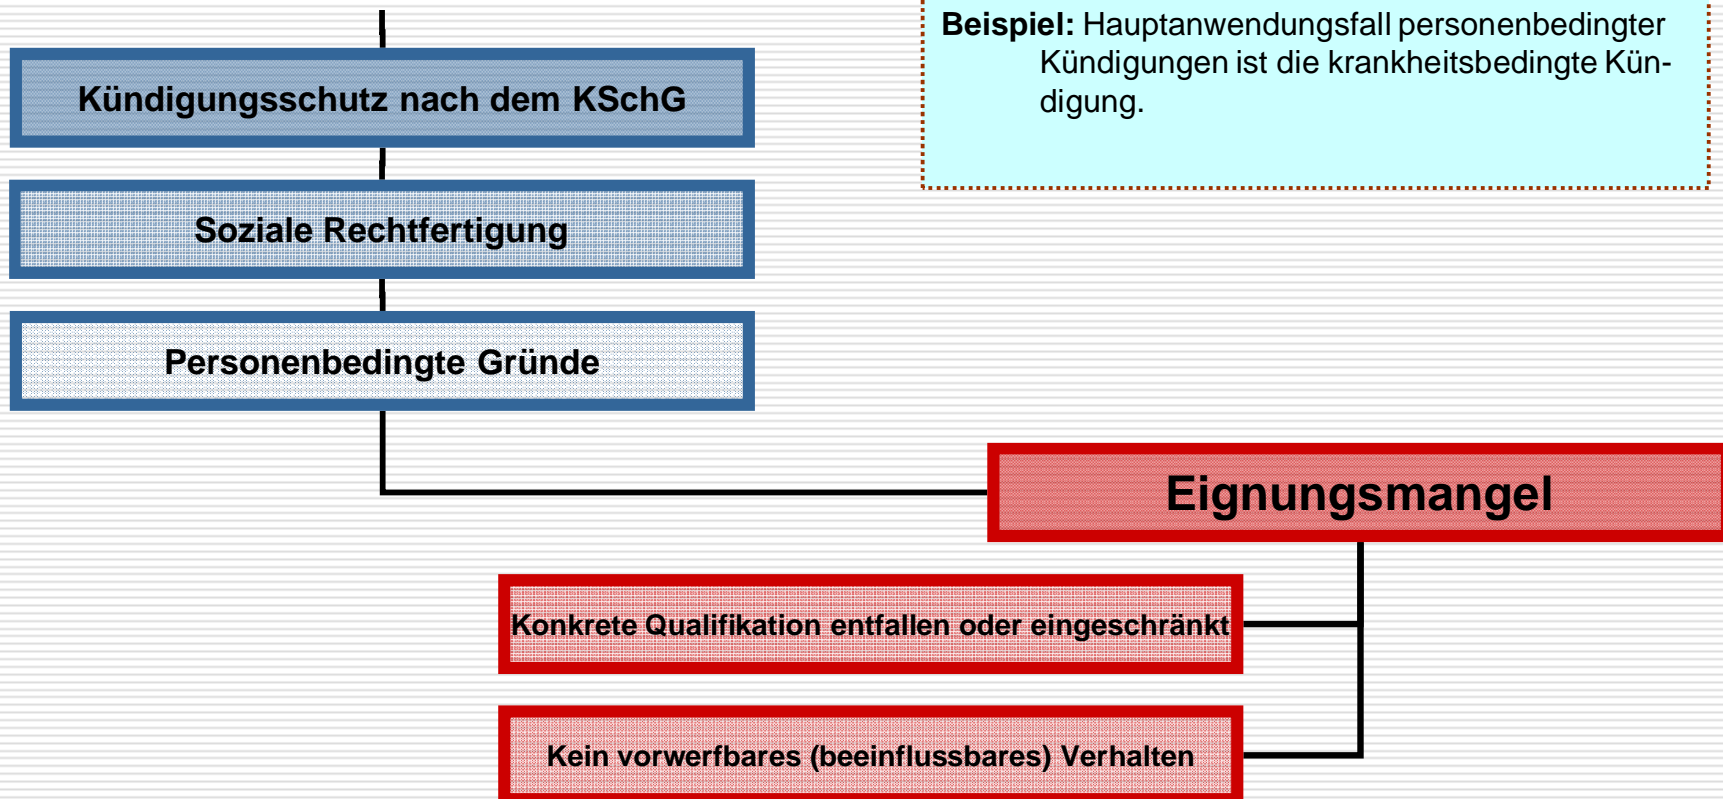 Beispiel: Hauptanwendungsfall personenbedingter
Kündigungen ist die krankheitsbedingte Kün-
digung.
Kündigungsschutz nach dem KSchG
Soziale Rechtfertigung
Personenbedingte Gründe
Eignungsmangel
Konkrete Qualifikation entfallen oder eingeschränkt
Kein vorwerfbares (beeinflussbares) Verhalten